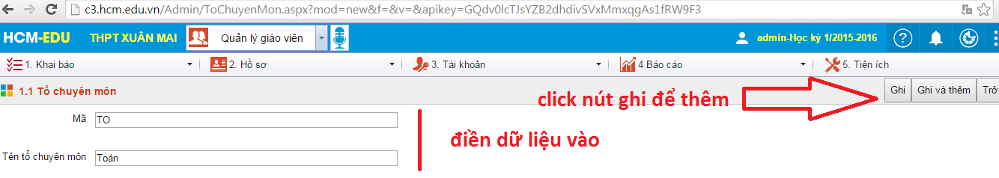 c3.hcm.edu.vn/Admin/ToChuyenMon.aspx?mod=new&f=&v=&apikey=GQdv0lcTJsYZB2dhdivSVxMmxqgAs1fRW9F3
HCM-EDU THPT XUÂN MAI Quản lý giáo viên admin-Học kỳ 1/2015-2016 ?
1. Khai báo 2. Hồ sơ 3. Tài khoản 4 Báo cáo 5. Tiện ích
1.1 Tổ chuyên môn click nút ghi để thêm Ghi Ghi và thêm Trở
Mã TO
điền dữ liệu vào
Tên tổ chuyên môn Toán